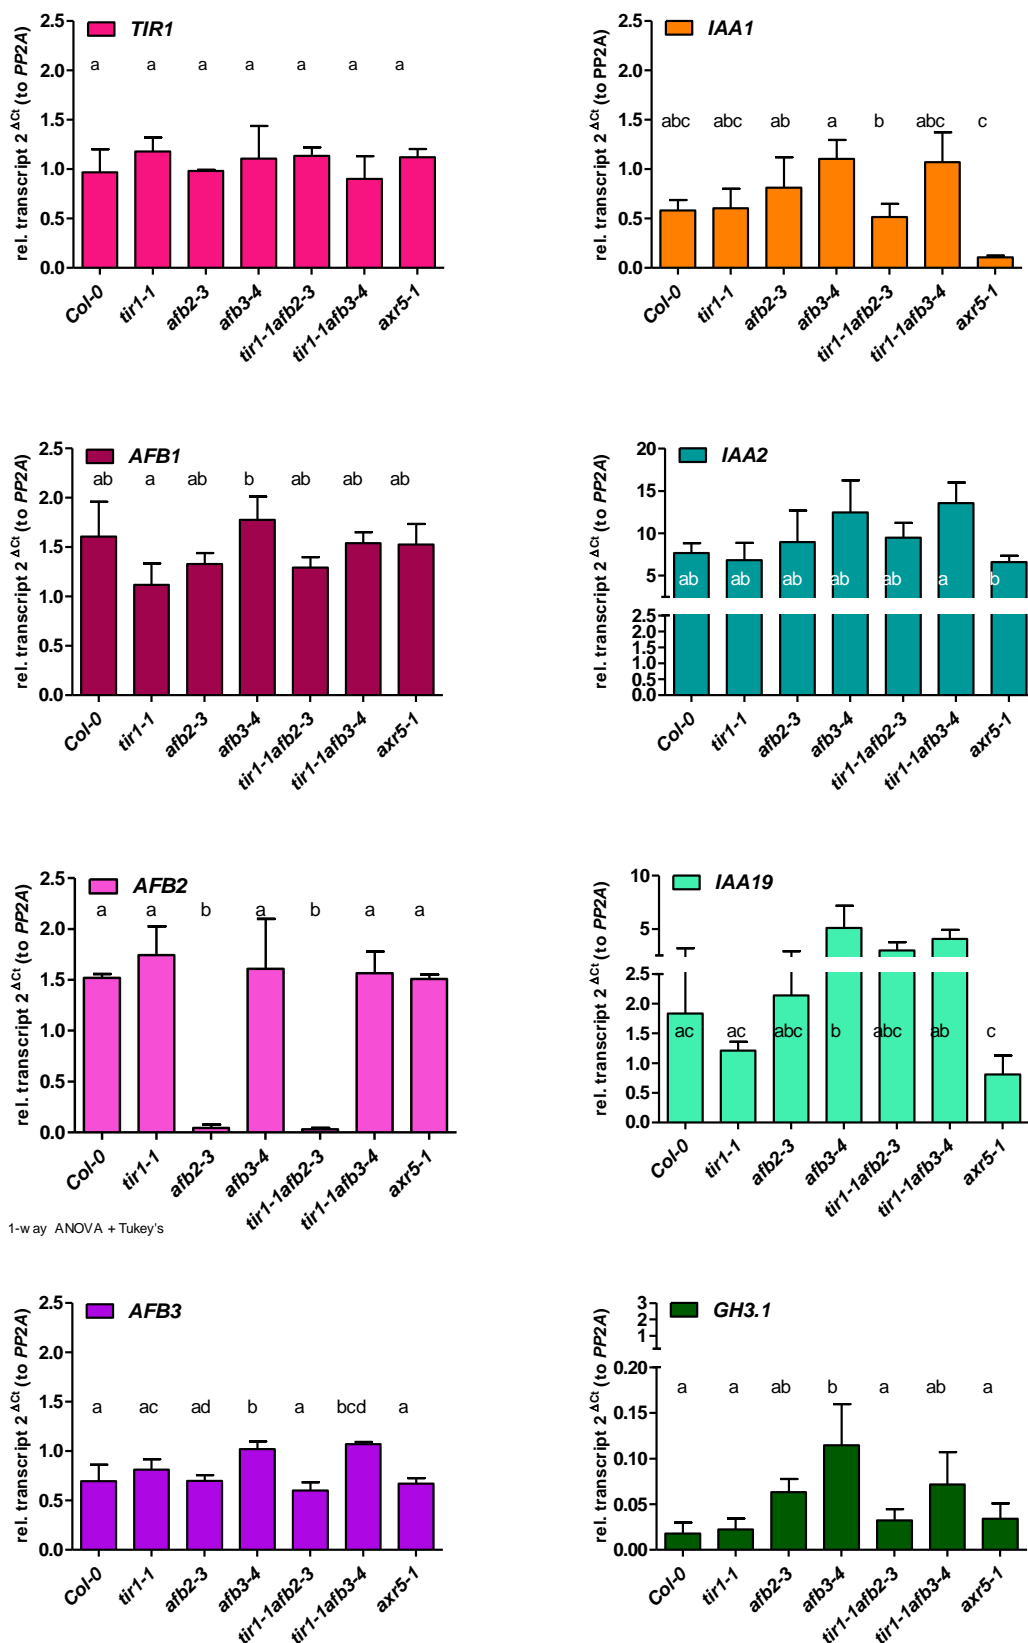 TIR1
rel. transcript 2 ΔCt (to PP2A)
2.5
2.0
1.5
1.0
0.5
0.0
a a a a a a a
Col-0 tir1-1 afb2-3 afb3-4 tir1-1afb2-3 tir1-1afb3-4 axr5-1
IAA1
rel. transcript 2 ΔCt (to PP2A)
2.5
2.0
1.5
1.0
0.5
0.0
abc abc ab a b abc c
Col-0 tir1-1 afb2-3 afb3-4 tir1-1afb2-3 tir1-1afb3-4 axr5-1
AFB1
rel. transcript 2 ΔCt (to PP2A)
2.5
2.0
1.5
1.0
0.5
0.0
ab a ab b ab ab ab
Col-0 tir1-1 afb2-3 afb3-4 tir1-1afb2-3 tir1-1afb3-4 axr5-1
IAA2
rel. transcript 2 ΔCt (to PP2A)
20
15
10
5
2.5
2.0
1.5
1.0
0.5
0.0
ab ab ab ab ab a b
Col-0 tir1-1 afb2-3 afb3-4 tir1-1afb2-3 tir1-1afb3-4 axr5-1
AFB2
rel. transcript 2 ΔCt (to PP2A)
2.5
2.0
1.5
1.0
0.5
0.0
a a b a b a a
Col-0 tir1-1 afb2-3 afb3-4 tir1-1afb2-3 tir1-1afb3-4 axr5-1
1-way ANOVA + Tukey's
IAA19
rel. transcript 2 ΔCt (to PP2A)
10
5
2.5
2.0
1.5
1.0
0.5
0.0
ac ac abc b abc ab c
Col-0 tir1-1 afb2-3 afb3-4 tir1-1afb2-3 tir1-1afb3-4 axr5-1
AFB3
rel. transcript 2 ΔCt (to PP2A)
2.5
2.0
1.5
1.0
0.5
0.0
a ac ad b a bcd a
Col-0 tir1-1 afb2-3 afb3-4 tir1-1afb2-3 tir1-1afb3-4 axr5-1
GH3.1
rel. transcript 2 ΔCt (to PP2A)
3
2
1
0.20
0.15
0.10
0.05
0.00
a a ab b a ab a
Col-0 tir1-1 afb2-3 afb3-4 tir1-1afb2-3 tir1-1afb3-4 axr5-1